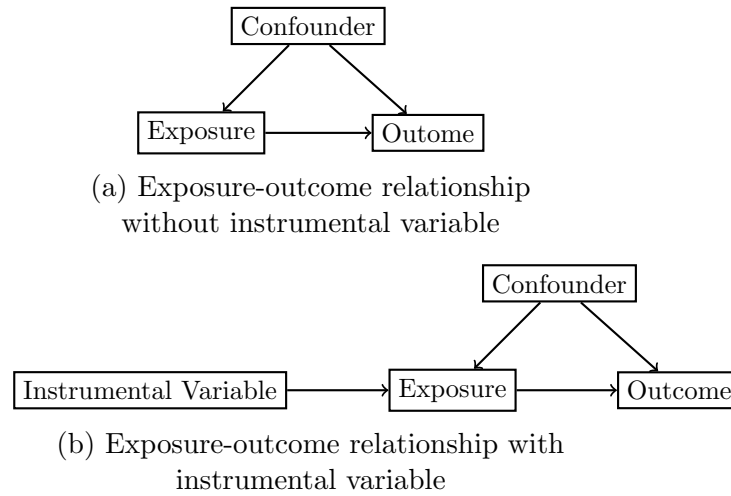 Confounder
Exposure
Outome
(a) Exposure-outcome relationship
without instrumental variable
Confounder
Instrumental Variable
Exposure
Outcome
(b) Exposure-outcome relationship with
instrumental variable